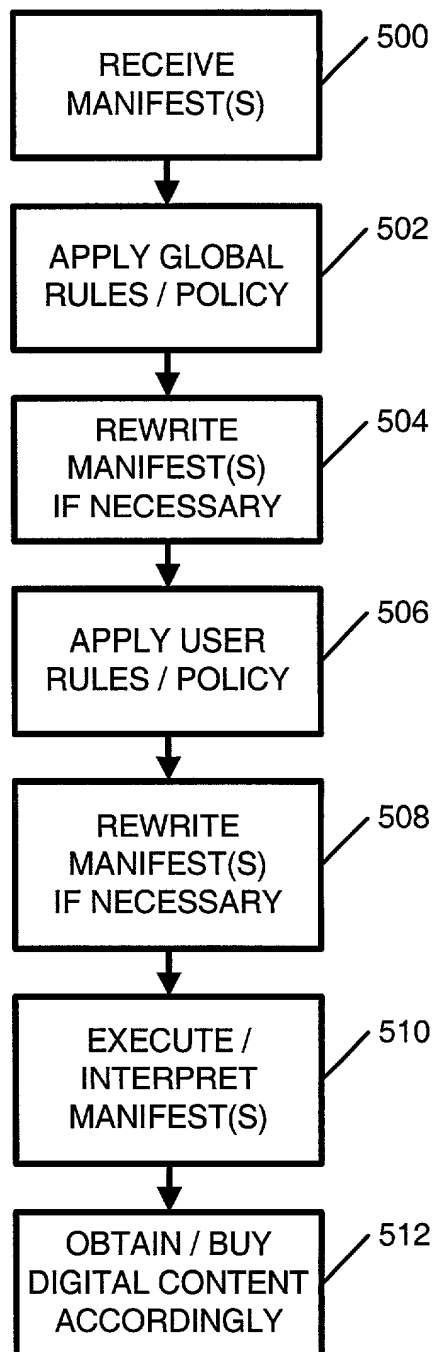 500
RECEIVE
MANIFEST(S)
502
APPLY GLOBAL
RULES / POLICY
504
REWRITE
MANIFEST(S)
IF NECESSARY
506
APPLY USER
RULES / POLICY
508
REWRITE
MANIFEST(S)
IF NECESSARY
510
EXECUTE /
INTERPRET
MANIFEST(S)
512
OBTAIN / BUY
DIGITAL CONTENT
ACCORDINGLY